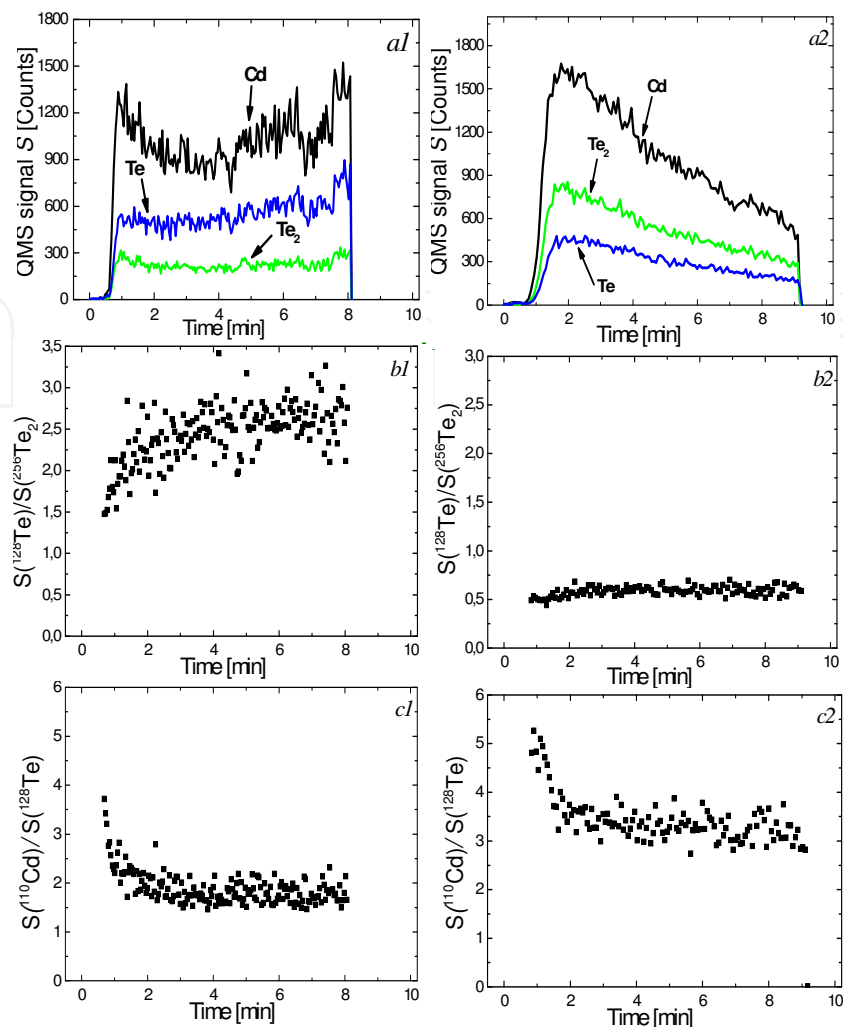 a1
QMS signal S [Counts]
1800
1500
1200
900
600
300
0
Cd
Te
Te₂
0 2 4 6 8 10
Time [min]
a2
QMS signal S [Counts]
1800
1500
1200
900
600
300
0
Cd
Te₂
Te
0 2 4 6 8 10
Time [min]
b1
S(¹²⁸Te)/S(²⁵⁶Te₂)
3,5
3,0
2,5
2,0
1,5
1,0
0,5
0,0
0 2 4 6 8 10
Time [min]
b2
S(¹²⁸Te)/S(²⁵⁶Te₂)
3,0
2,5
2,0
1,5
1,0
0,5
0,0
0 2 4 6 8 10
Time [min]
c1
S(¹¹⁰Cd)/ S(¹²⁸Te)
6
5
4
3
2
1
0
0 2 4 6 8 10
Time [min]
c2
S(¹¹⁰Cd)/ S(¹²⁸Te)
6
5
4
3
2
1
0
0 2 4 6 8 10
Time [min]